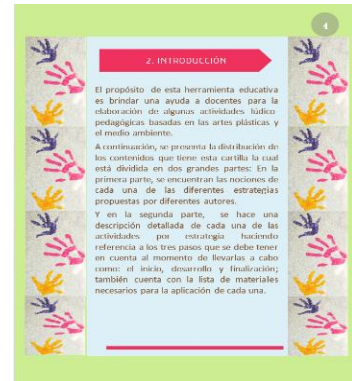 4
2. INTRODUCCIÓN
El propósito de esta herramienta educativa
es brindar una ayuda a docentes para la
elaboración de algunas actividades lúdico
pedagógicas basadas en las artes plásticas y
el medio ambiente.
A continuación, se presenta la distribución de
los contenidos que tiene esta cartilla la cual
está dividida en dos grandes partes: En la
primera parte, se encuentran las nociones de
cada una de las diferentes estrategias
propuestas por diferentes autores.
Y en la segunda parte, se hace una
descripción detallada de cada una de las
actividades por estrategia haciendo
referencia a los tres pasos que se debe tener
en cuenta al momento de llevarlas a cabo
como: el inicio, desarrollo y finalización;
también cuenta con la lista de materiales
necesarios para la aplicación de cada una.